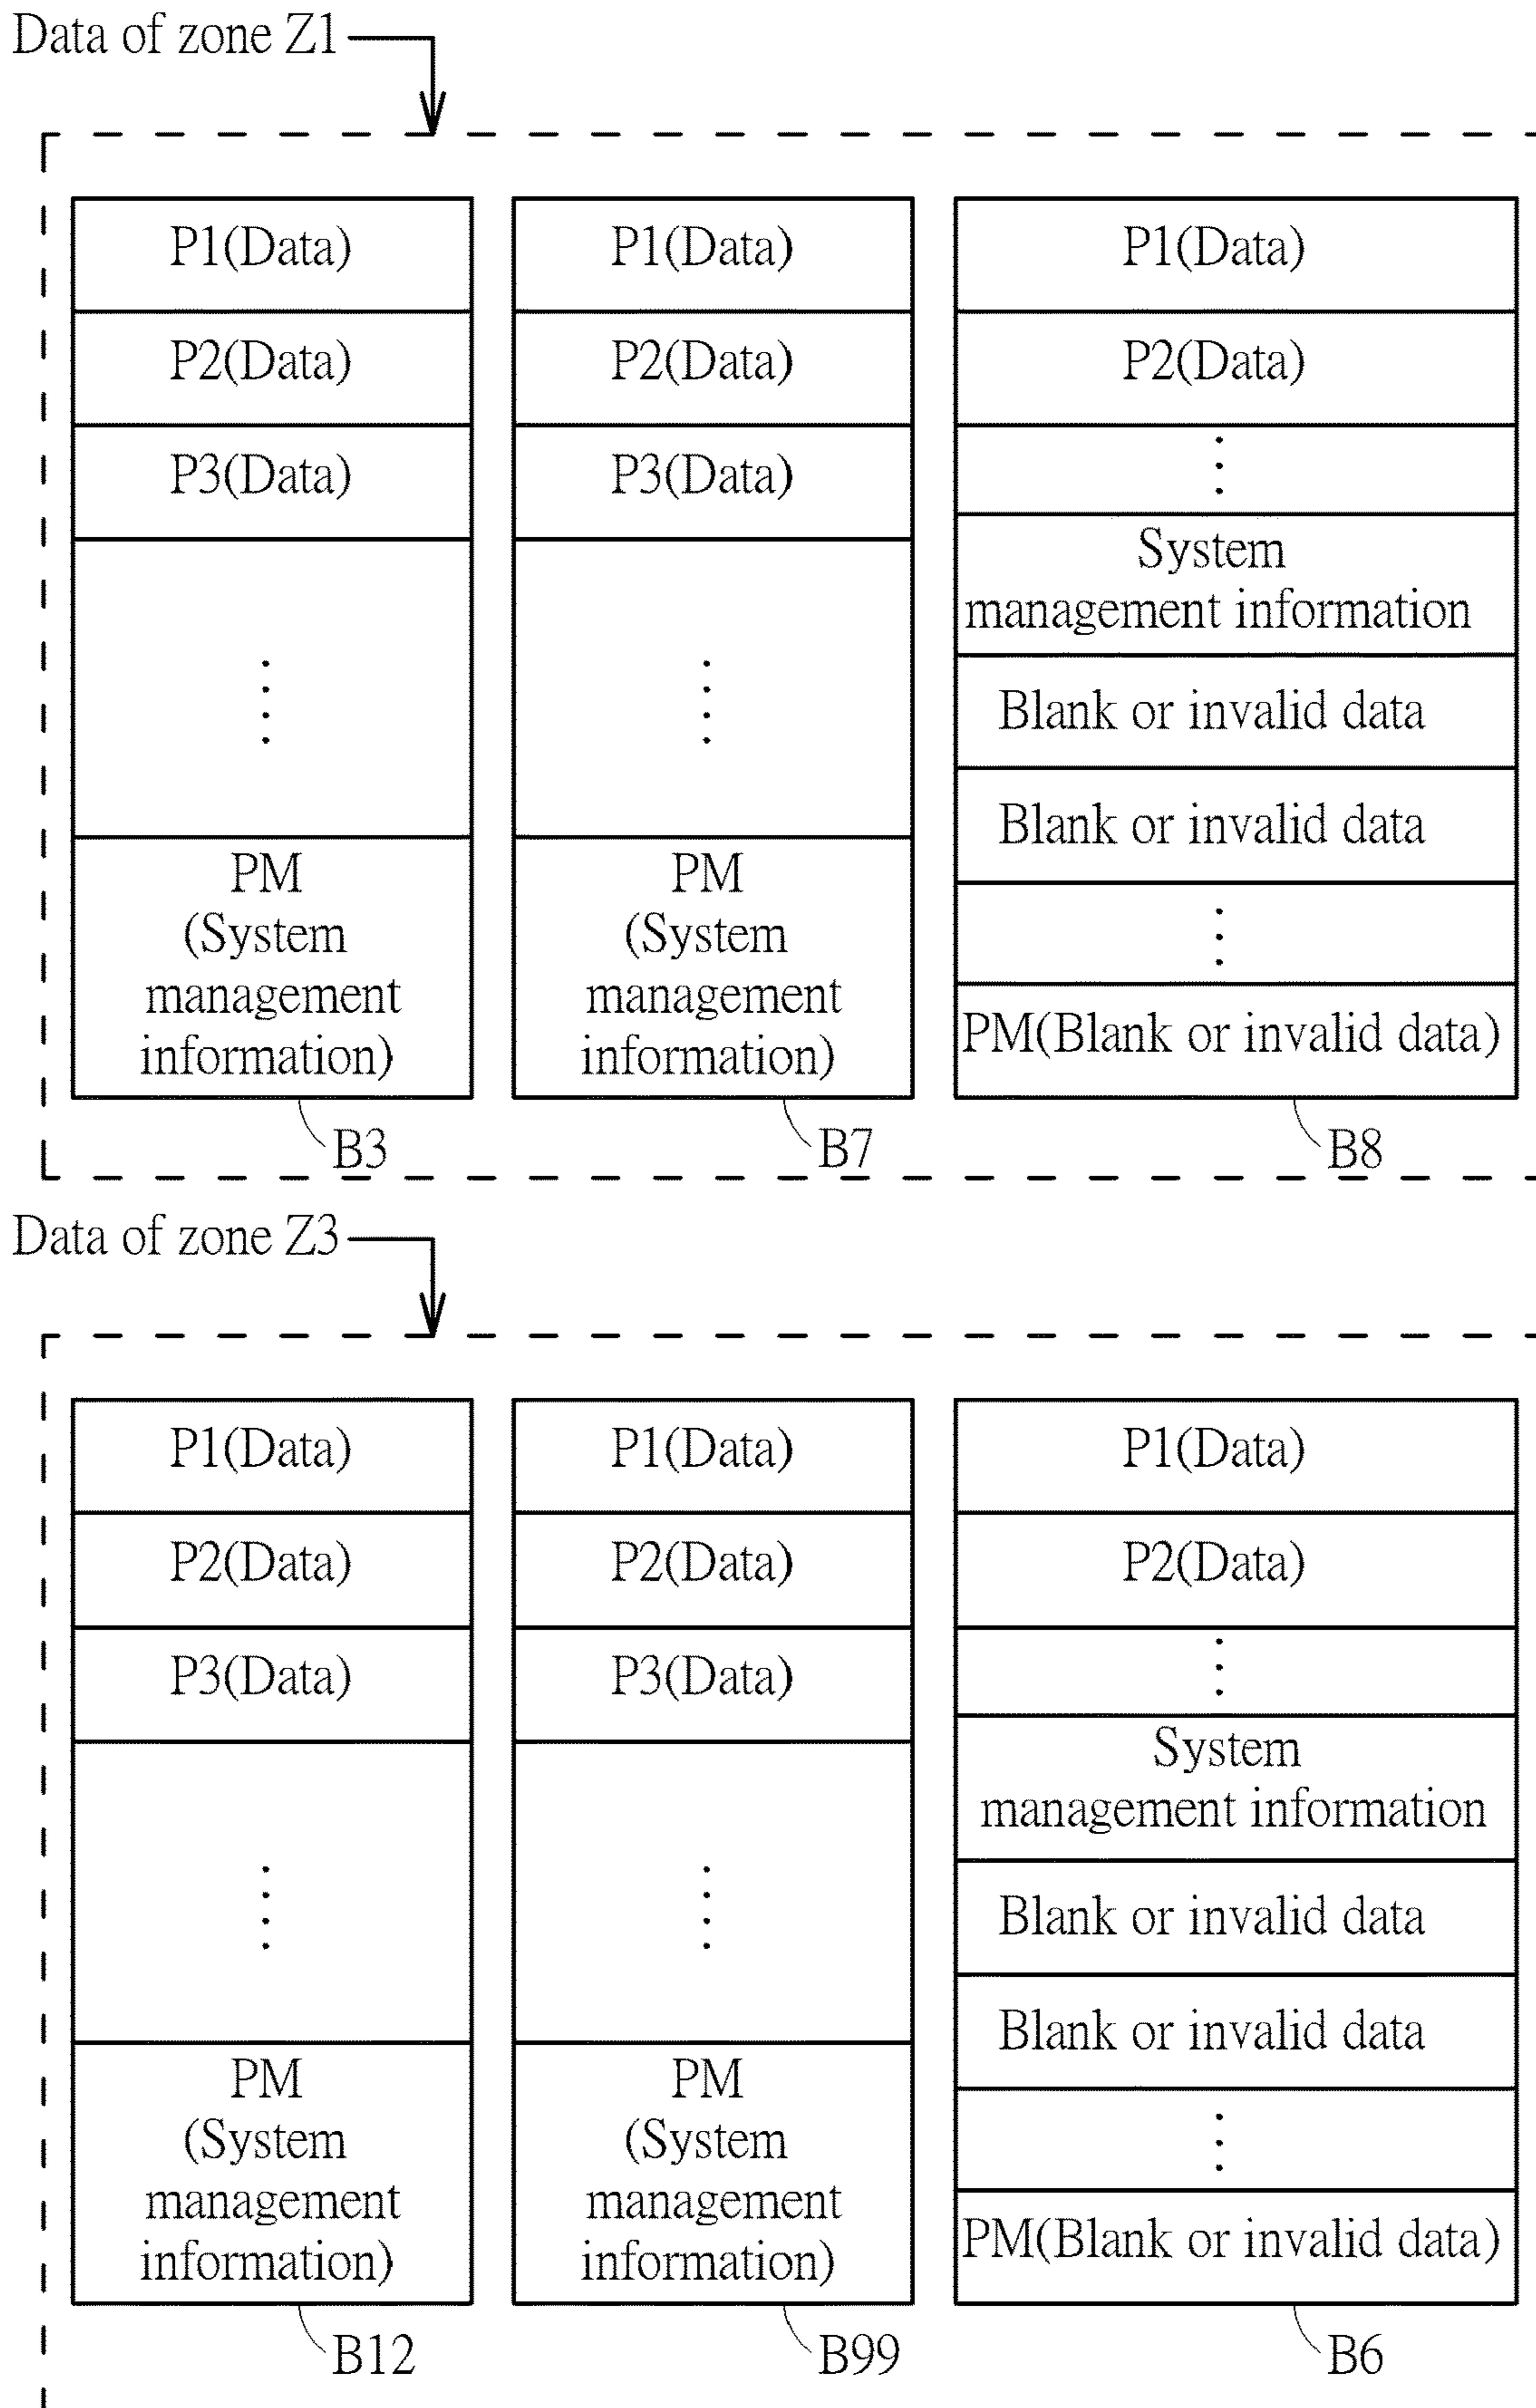 Data of zone Z1
P1(Data)
P2(Data)
P3(Data)
PM
(System
management
information)
B3
P1(Data)
P2(Data)
P3(Data)
PM
(System
management
information)
B7
P1(Data)
P2(Data)
System
management information
Blank or invalid data
Blank or invalid data
PM(Blank or invalid data)
B8
Data of zone Z3
P1(Data)
P2(Data)
P3(Data)
PM
(System
management
information)
B12
P1(Data)
P2(Data)
P3(Data)
PM
(System
management
information)
B99
P1(Data)
P2(Data)
System
management information
Blank or invalid data
Blank or invalid data
PM(Blank or invalid data)
B6